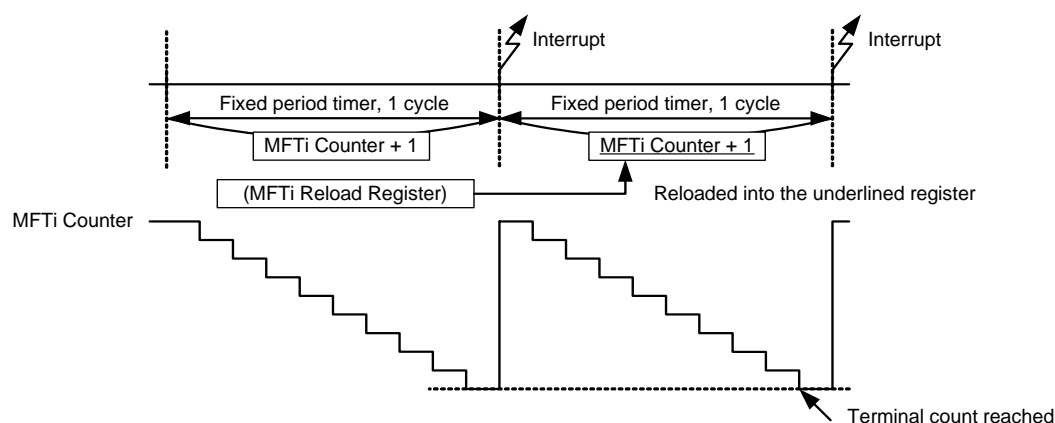 Interrupt
Interrupt
Fixed period timer, 1 cycle
Fixed period timer, 1 cycle
MFTi Counter + 1
MFTi Counter + 1
(MFTi Reload Register)
Reloaded into the underlined register
MFTi Counter
Terminal count reached